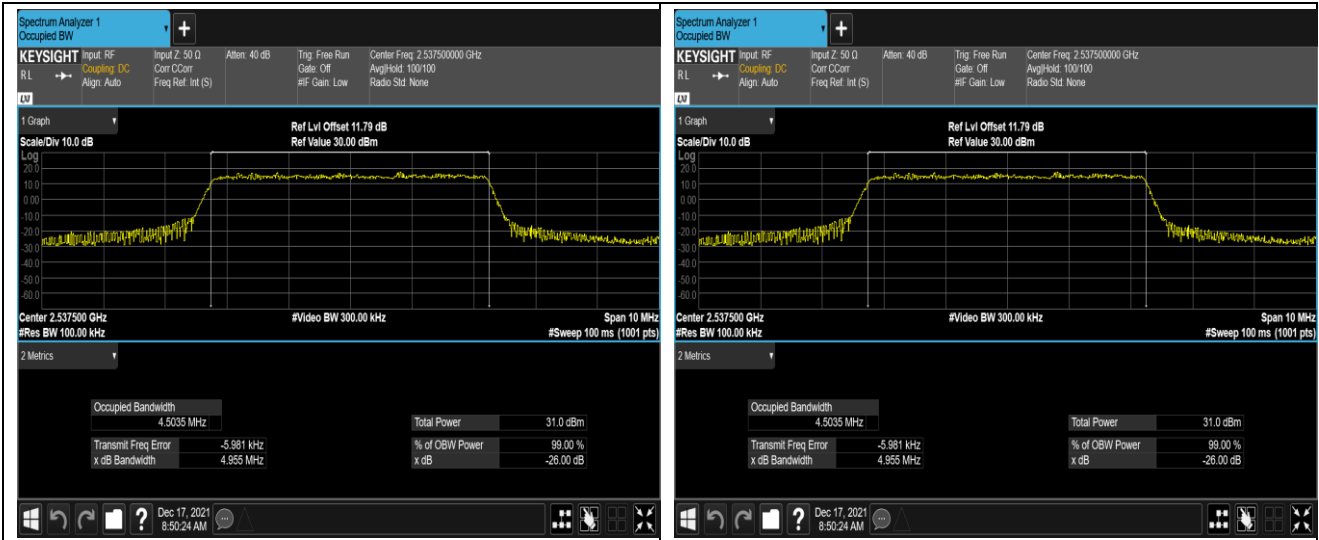 Spectrum Analyzer 1
Occupied BW
+
KEYSIGHT Input: RF Input Z: 50 Ω Atten: 40 dB Trig: Free Run Center Freq: 2.537500000 GHz
RL Coupling: DC Corr CCorr Gate: Off Avg|Hold: 100/100
Align: Auto Freq Ref: Int (S) #IF Gain: Low Radio Std: None
LXI
1 Graph
Ref Lvl Offset 11.79 dB
Scale/Div 10.0 dB Ref Value 30.00 dBm
Log
20.0
10.0
0.00
-10.0
-20.0
-30.0
-40.0
-50.0
-60.0
Center 2.537500 GHz #Video BW 300.00 kHz Span 10 MHz
#Res BW 100.00 kHz #Sweep 100 ms (1001 pts)
2 Metrics
Occupied Bandwidth
4.5035 MHz Total Power 31.0 dBm
Transmit Freq Error -5.981 kHz % of OBW Power 99.00 %
x dB Bandwidth 4.955 MHz x dB -26.00 dB
? Dec 17, 2021
8:50:24 AM
Spectrum Analyzer 1
Occupied BW
+
KEYSIGHT Input: RF Input Z: 50 Ω Atten: 40 dB Trig: Free Run Center Freq: 2.537500000 GHz
RL Coupling: DC Corr CCorr Gate: Off Avg|Hold: 100/100
Align: Auto Freq Ref: Int (S) #IF Gain: Low Radio Std: None
LXI
1 Graph
Ref Lvl Offset 11.79 dB
Scale/Div 10.0 dB Ref Value 30.00 dBm
Log
20.0
10.0
0.00
-10.0
-20.0
-30.0
-40.0
-50.0
-60.0
Center 2.537500 GHz #Video BW 300.00 kHz Span 10 MHz
#Res BW 100.00 kHz #Sweep 100 ms (1001 pts)
2 Metrics
Occupied Bandwidth
4.5035 MHz Total Power 31.0 dBm
Transmit Freq Error -5.981 kHz % of OBW Power 99.00 %
x dB Bandwidth 4.955 MHz x dB -26.00 dB
? Dec 17, 2021
8:50:24 AM